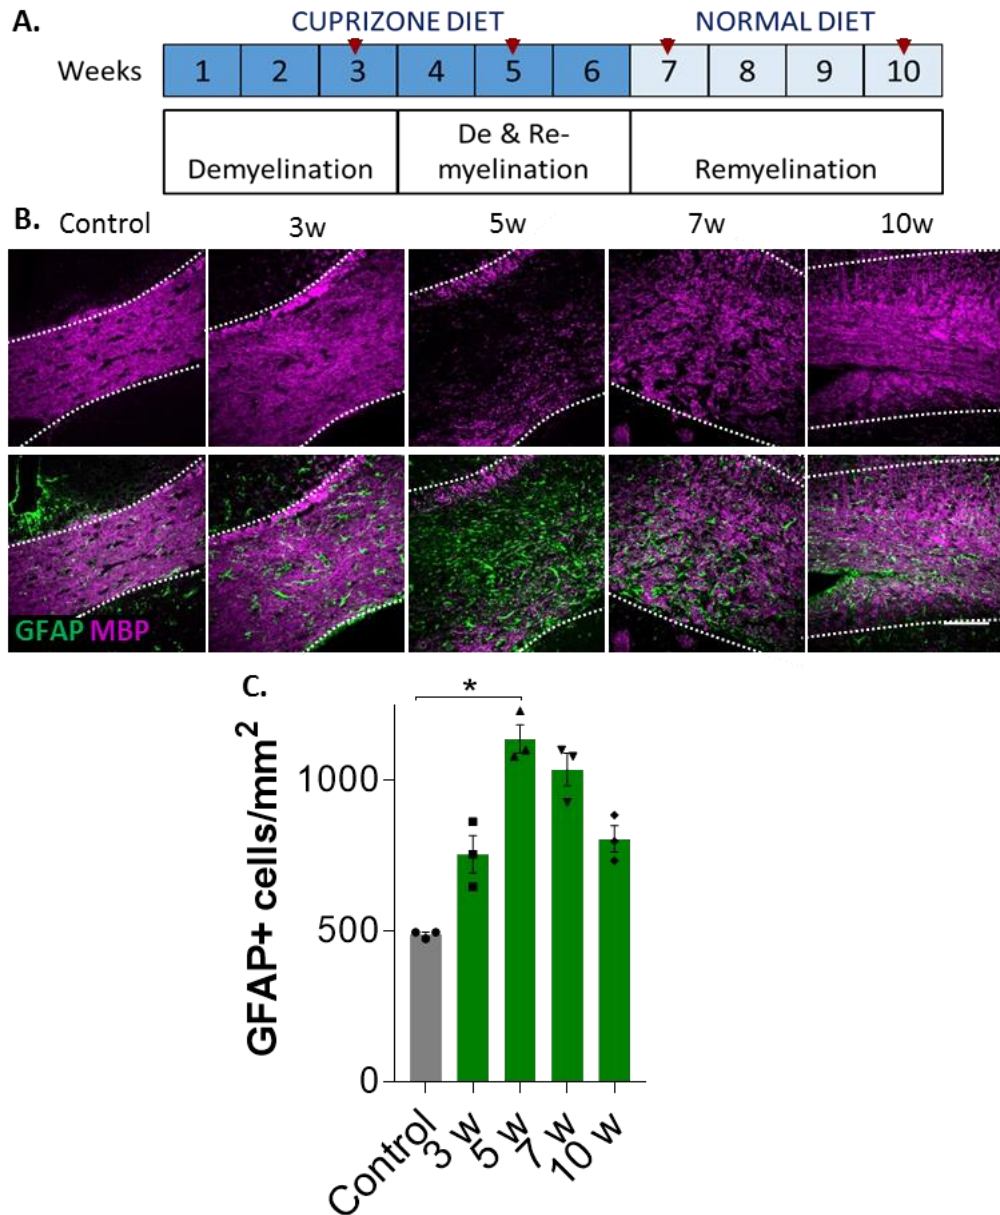 A.
CUPRIZONE DIET NORMAL DIET
Weeks 1 2 3 4 5 6 7 8 9 10
Demyelination
De & Re-
myelination
Remyelination
B. Control 3w 5w 7w 10w
GFAP MBP
C.
*
GFAP+ cells/mm²
1000
500
0
Control
3 w
5 w
7 w
10 w